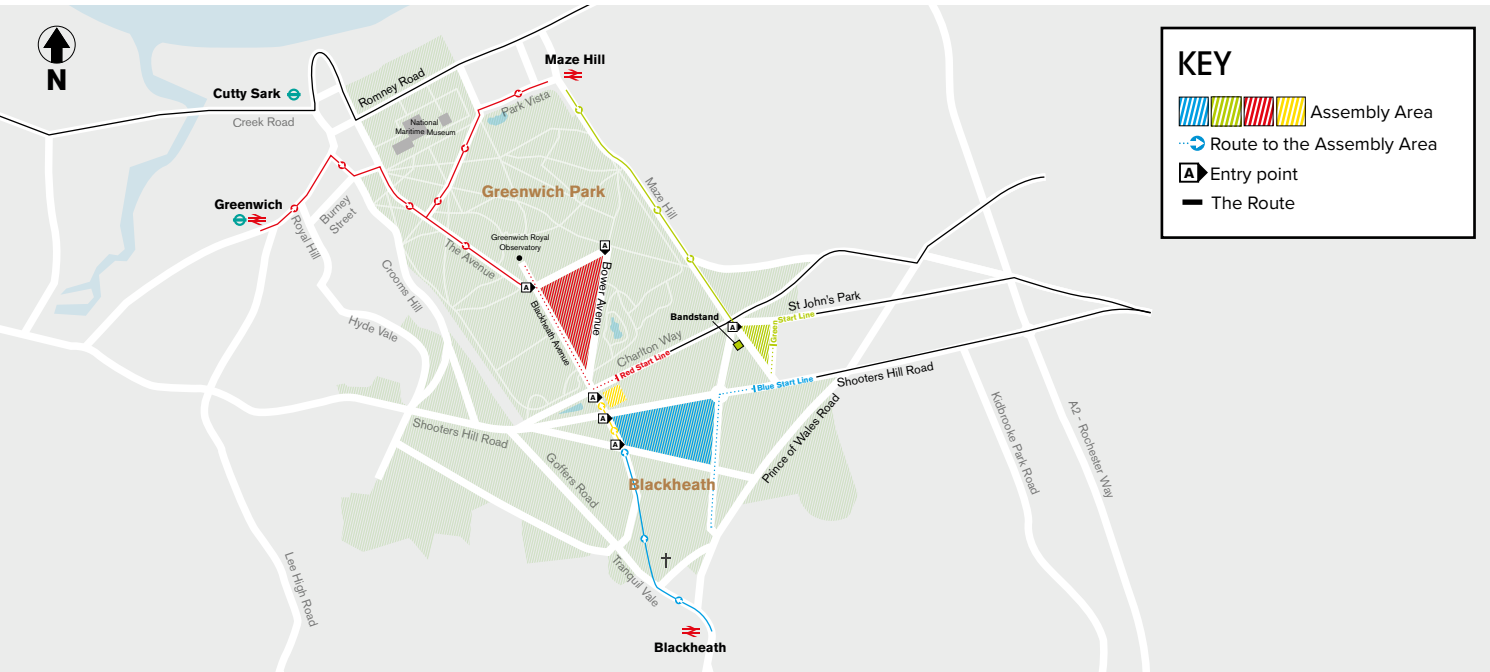 N
Cutty Sark
Creek Road
Romney Road
National
Maritime Museum
Maze Hill
Park Vista
Greenwich
Royal Hill
Burney
Street
Greenwich Park
Maze Hill
Greenwich Royal
Observatory
The Avenue
Crooms Hill
A
A
Bower Avenue
Blackheath Avenue
Hyde Vale
Bandstand
A
St John's Park
Green
Start Line
Charlton Way
Red Start Line
Blue Start Line
Shooters Hill Road
A
A
A
Shooters Hill Road
Goffers Road
Prince of Wales Road
Blackheath
Kidbrooke Park Road
A2 - Rochester Way
Lee High Road
Tranquil Vale
Blackheath
KEY
Assembly Area
Route to the Assembly Area
A Entry point
The Route